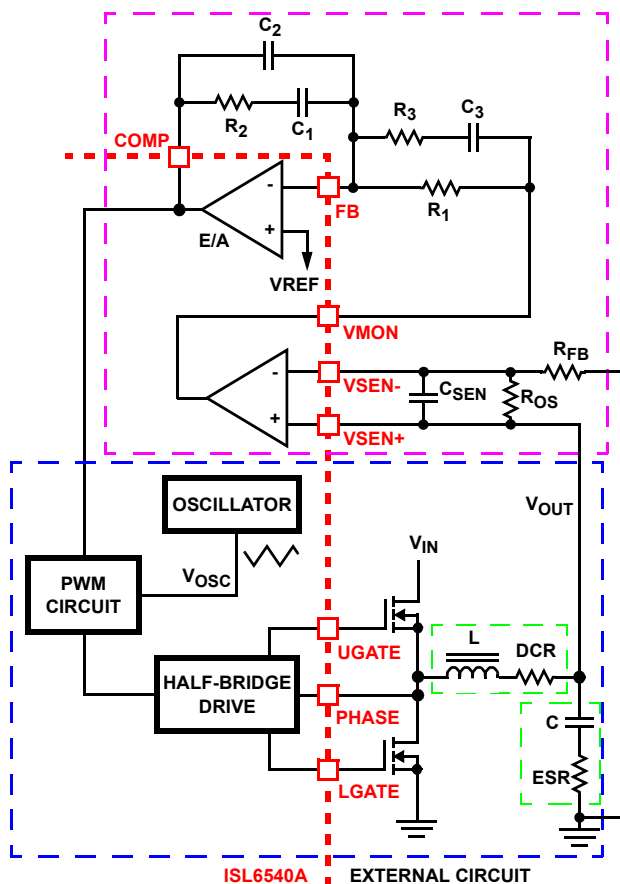 C2
R2
C1
R3
C3
COMP
-
+
E/A
FB
R1
VREF
VMON
RFB
-
+
VSEN-
CSEN
ROS
VSEN+
VOUT
OSCILLATOR
VIN
PWM
CIRCUIT
VOSC
UGATE
L
DCR
HALF-BRIDGE
DRIVE
PHASE
C
ESR
LGATE
ISL6540A
EXTERNAL CIRCUIT